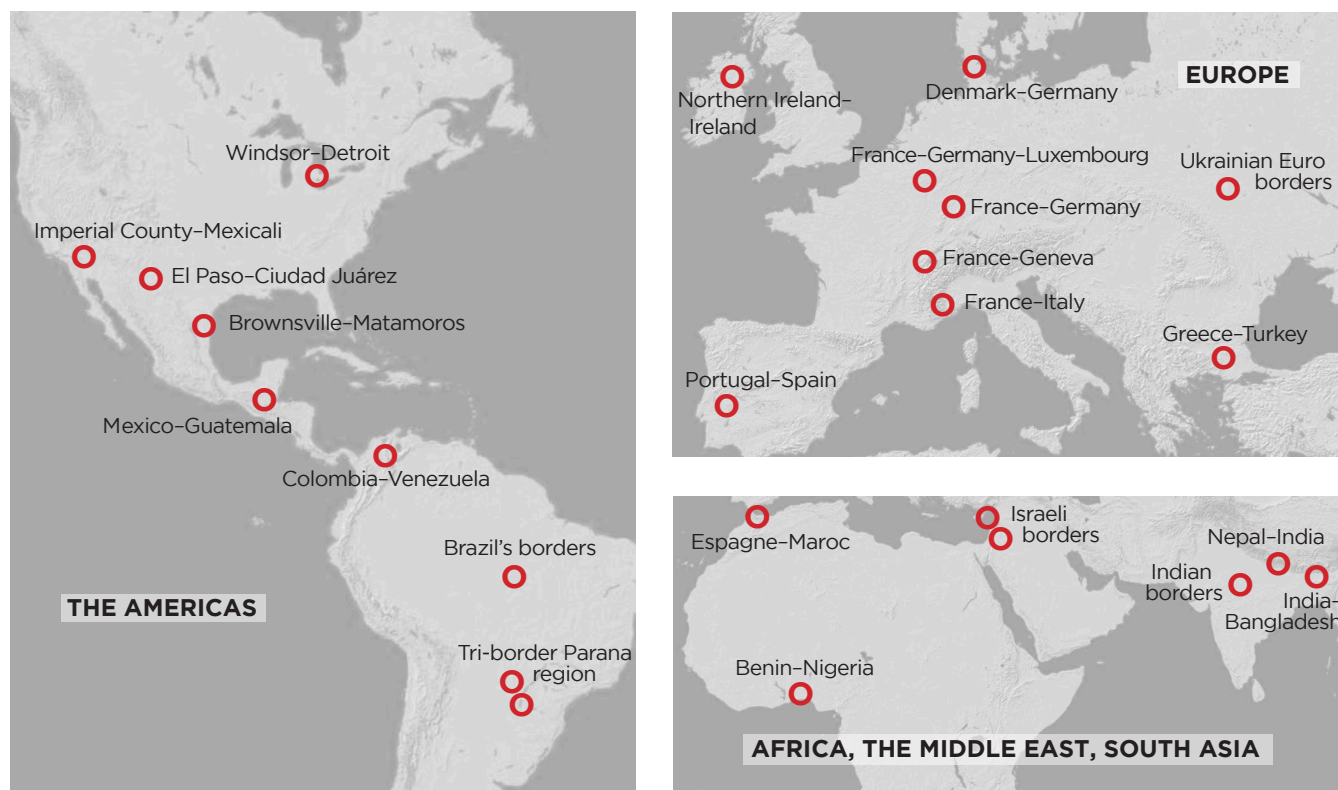 Windsor–Detroit
Imperial County–Mexicali
El Paso–Ciudad Juárez
Brownsville–Matamoros
Mexico–Guatemala
Colombia–Venezuela
Brazil's borders
THE AMERICAS
Tri-border Parana
region
EUROPE
Northern Ireland–
Ireland
Denmark–Germany
France–Germany–Luxembourg
Ukrainian Euro
borders
France–Germany
France-Geneva
France–Italy
Greece–Turkey
Portugal–Spain
Espagne–Maroc
Israeli
borders
Nepal–India
Indian
borders
India–
Bangladesh
Benin–Nigeria
AFRICA, THE MIDDLE EAST, SOUTH ASIA